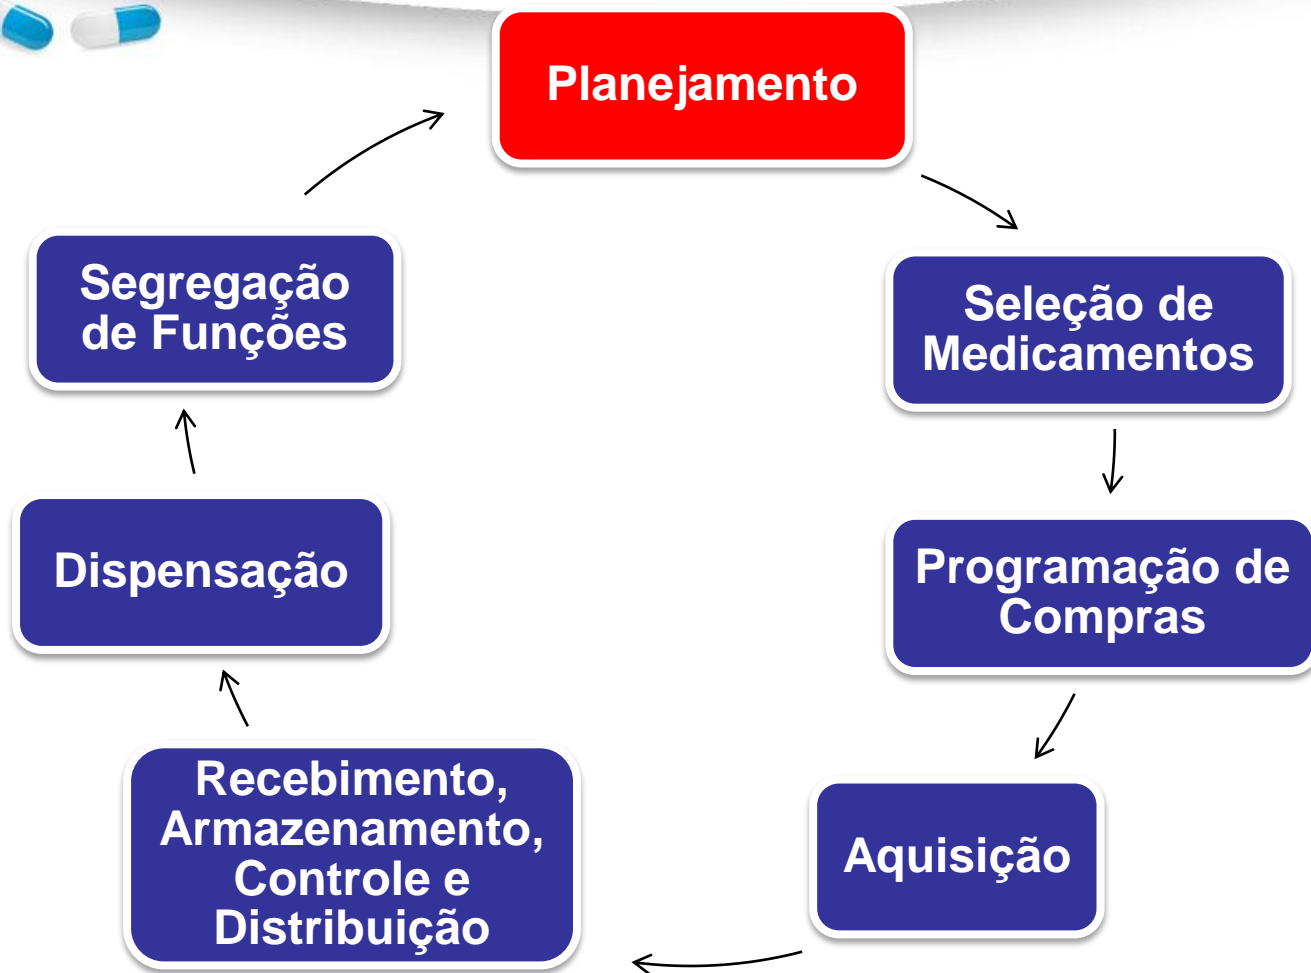 Planejamento
Seleção de
Medicamentos
Programação de
Compras
Aquisição
Recebimento,
Armazenamento,
Controle e
Distribuição
Dispensação
Segregação
de Funções